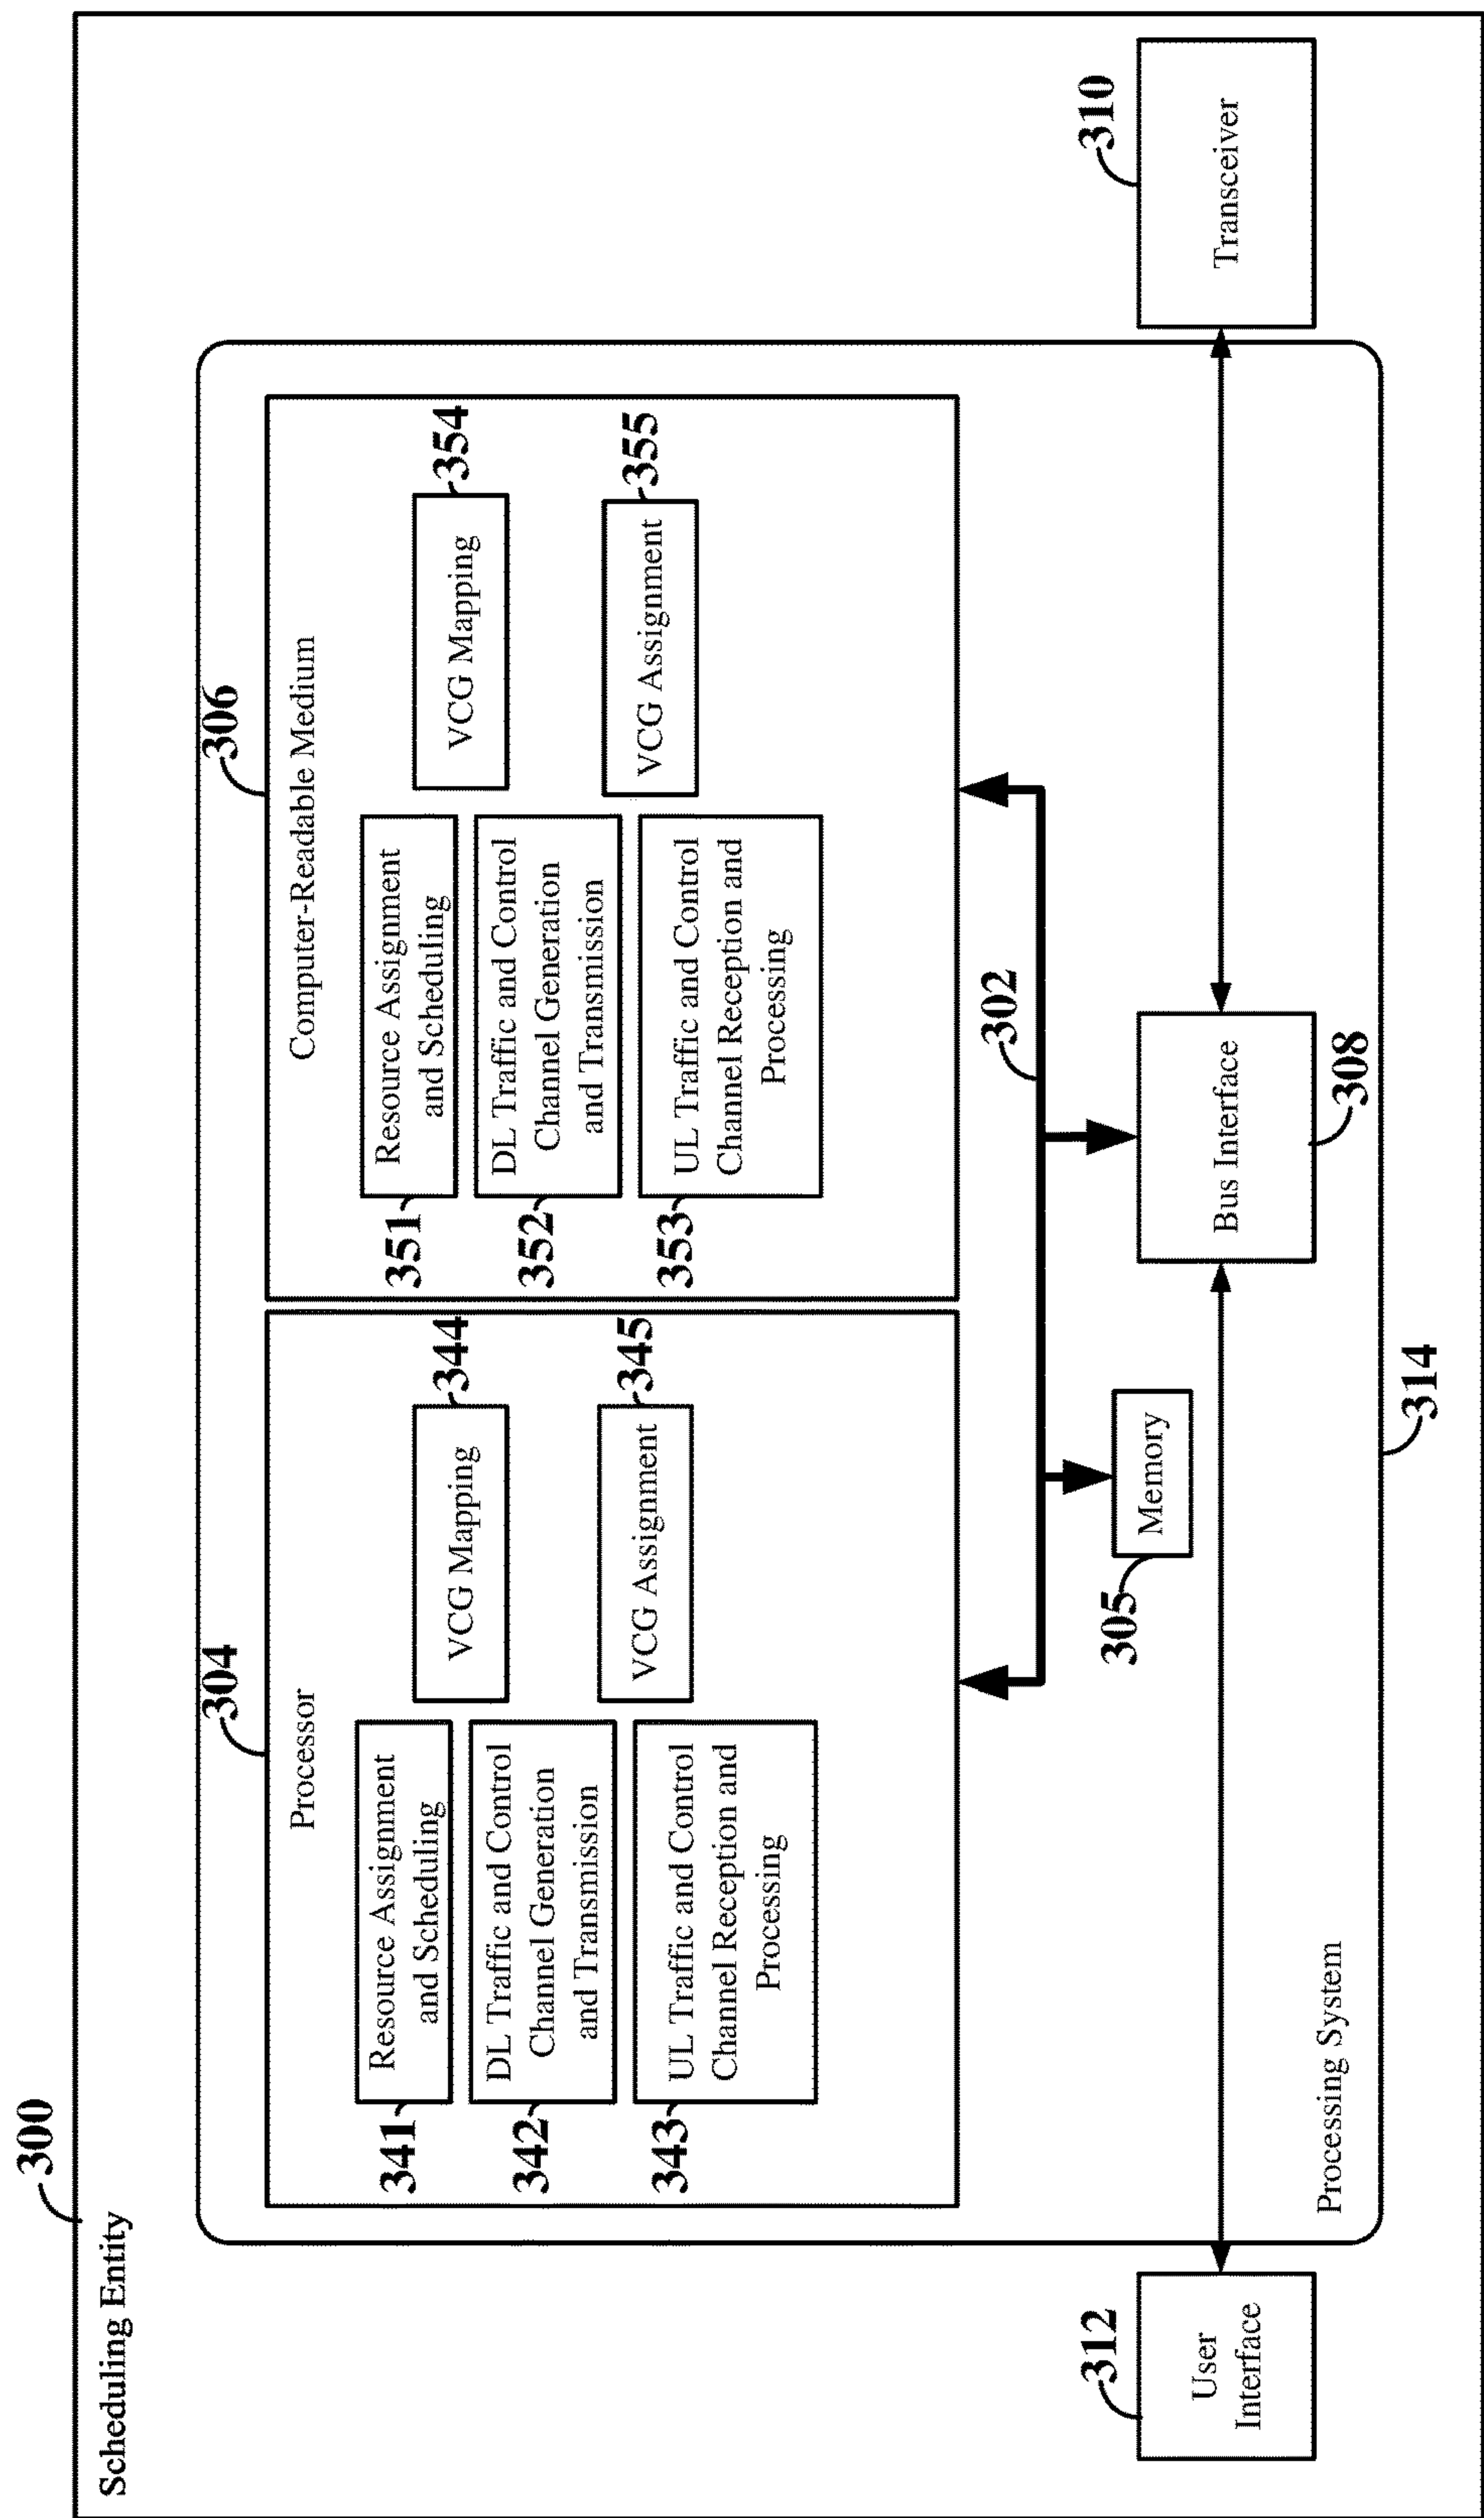 300
Scheduling Entity
304
306
Processor
341
Resource Assignment
and Scheduling
342
DL Traffic and Control
Channel Generation
and Transmission
343
UL Traffic and Control
Channel Reception and
Processing
344
VCG Mapping
345
VCG Assignment
Computer-Readable Medium
351
Resource Assignment
and Scheduling
352
DL Traffic and Control
Channel Generation
and Transmission
353
UL Traffic and Control
Channel Reception and
Processing
354
VCG Mapping
355
VCG Assignment
302
305
Memory
312
User
Interface
Bus Interface
308
310
Transceiver
Processing System
314